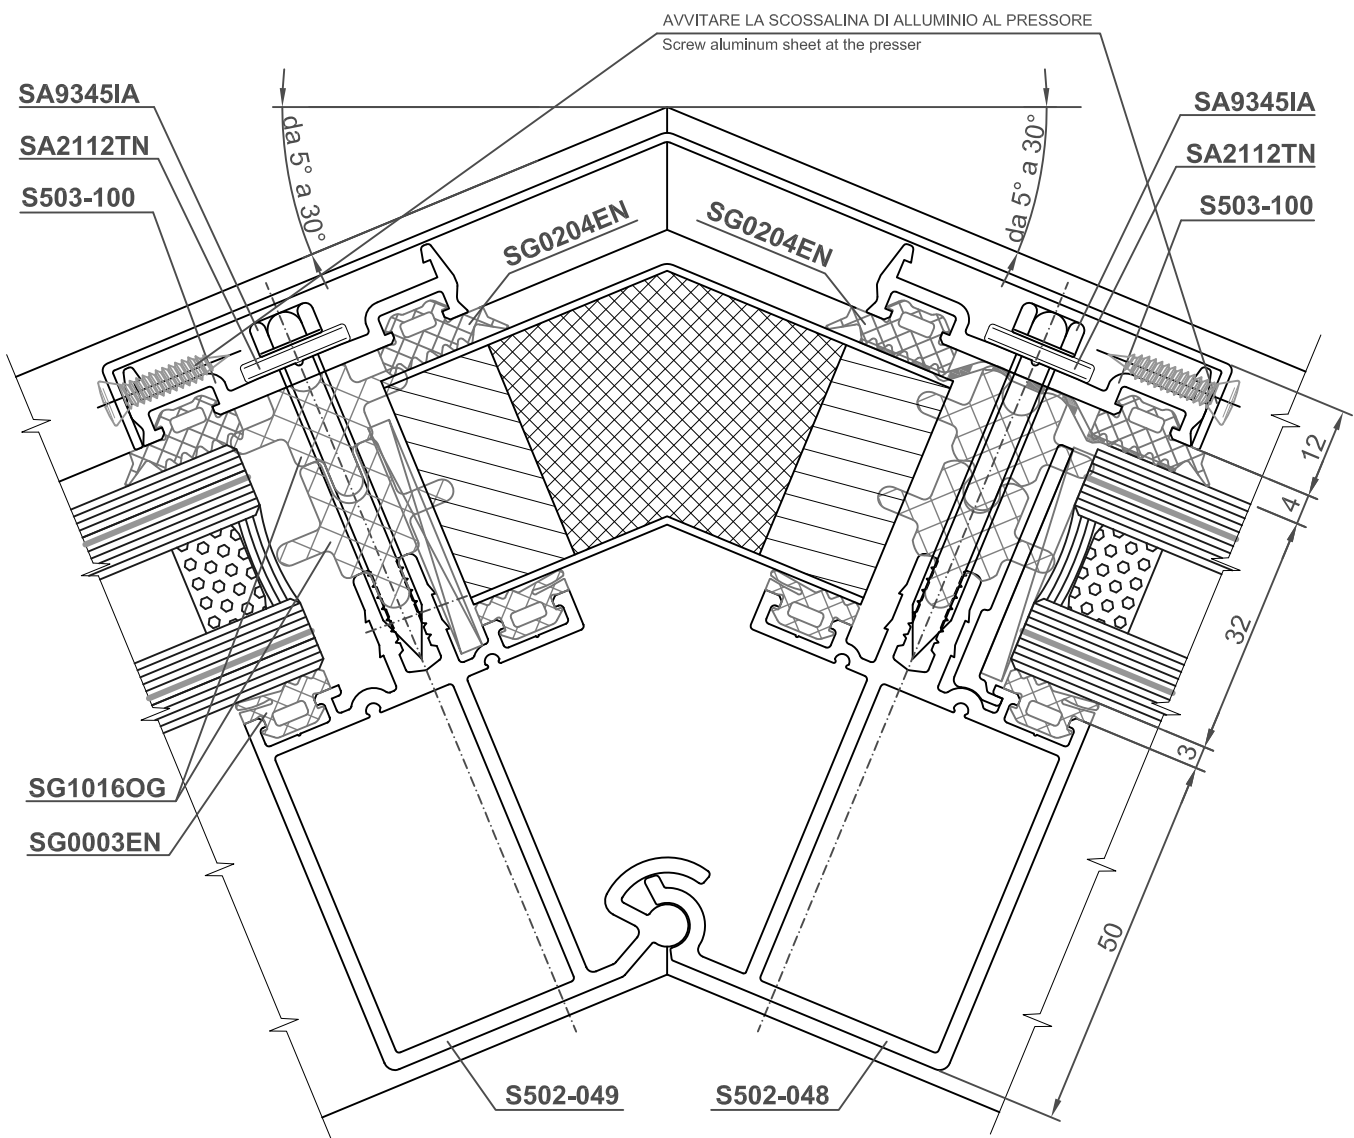 AVVITARE LA SCOSSALINA DI ALLUMINIO AL PRESSORE
Screw aluminum sheet at the presser
SA9345IA
SA2112TN
S503-100
da 5° a 30°
SG0204EN
SG0204EN
da 5° a 30°
SA9345IA
SA2112TN
S503-100
12
4
32
3
50
SG1016OG
SG0003EN
S502-049
S502-048